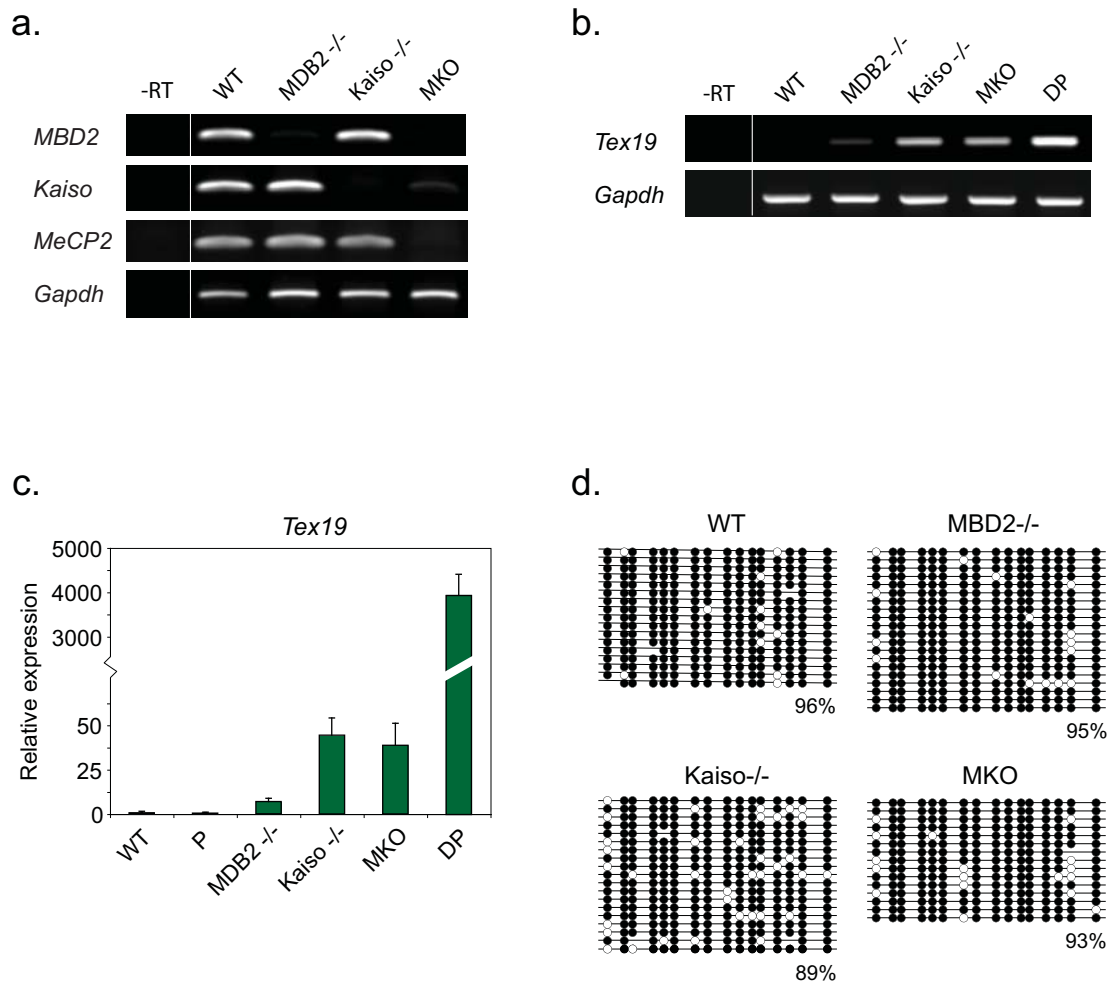 a.
-RT WT MDB2 -/- Kaiso -/- MKO
MBD2
Kaiso
MeCP2
Gapdh
b.
-RT WT MDB2 -/- Kaiso -/- MKO DP
Tex19
Gapdh
c.
Tex19
Relative expression
5000
4000
3000
50
25
0
WT P MDB2 -/- Kaiso -/- MKO DP
d.
WT
96%
MBD2-/-
95%
Kaiso-/-
89%
MKO
93%